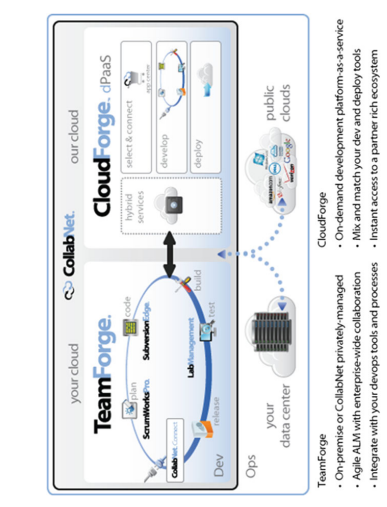 CollabNet.
your cloud
our cloud
TeamForge.
CloudForge. dPaaS
plan
code
ScrumWorksPro.
SubversionEdge.
build
LabManagement
test
release
CollabNet Connect
hybrid
services
select & connect
app center
develop
deploy
Dev
Ops
your
data center
public
clouds
Google
TeamForge
• On-premise or CollabNet privately-managed
• Agile ALM with enterprise-wide collaboration
• Integrate with your devops tools and processes
CloudForge
• On-demand development platform-as-a-service
• Mix and match your dev and deploy tools
• Instant access to a partner rich ecosystem